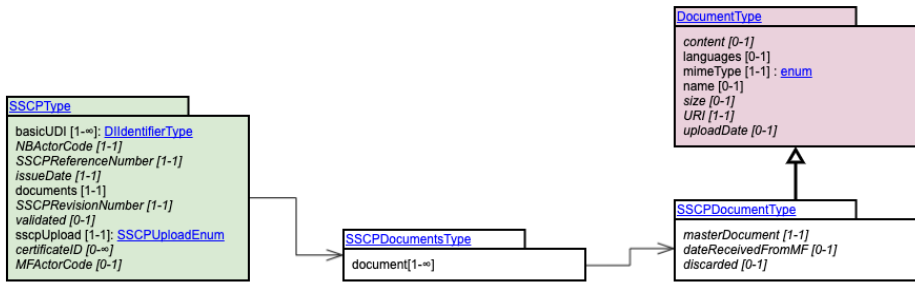 DocumentType
content [0-1]
languages [0-1]
mimeType [1-1] : enum
name [0-1]
size [0-1]
URI [1-1]
uploadDate [0-1]
SSCPType
basicUDI [1-∞]: DIIdentifierType
NBActorCode [1-1]
SSCPReferenceNumber [1-1]
issueDate [1-1]
documents [1-1]
SSCPRevisionNumber [1-1]
validated [0-1]
sscpUpload [1-1]: SSCPUploadEnum
certificateID [0-∞]
MFActorCode [0-1]
SSCPDocumentsType
document[1-∞]
SSCPDocumentType
masterDocument [1-1]
dateReceivedFromMF [0-1]
discarded [0-1]